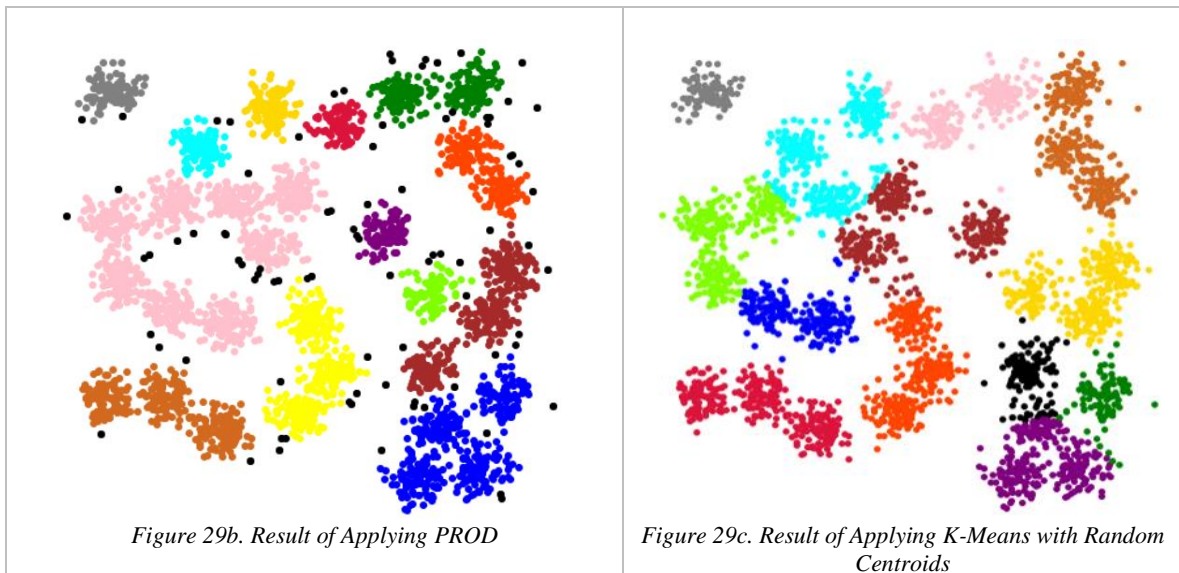 Figure 29b. Result of Applying PROD
Figure 29c. Result of Applying K-Means with Random
Centroids